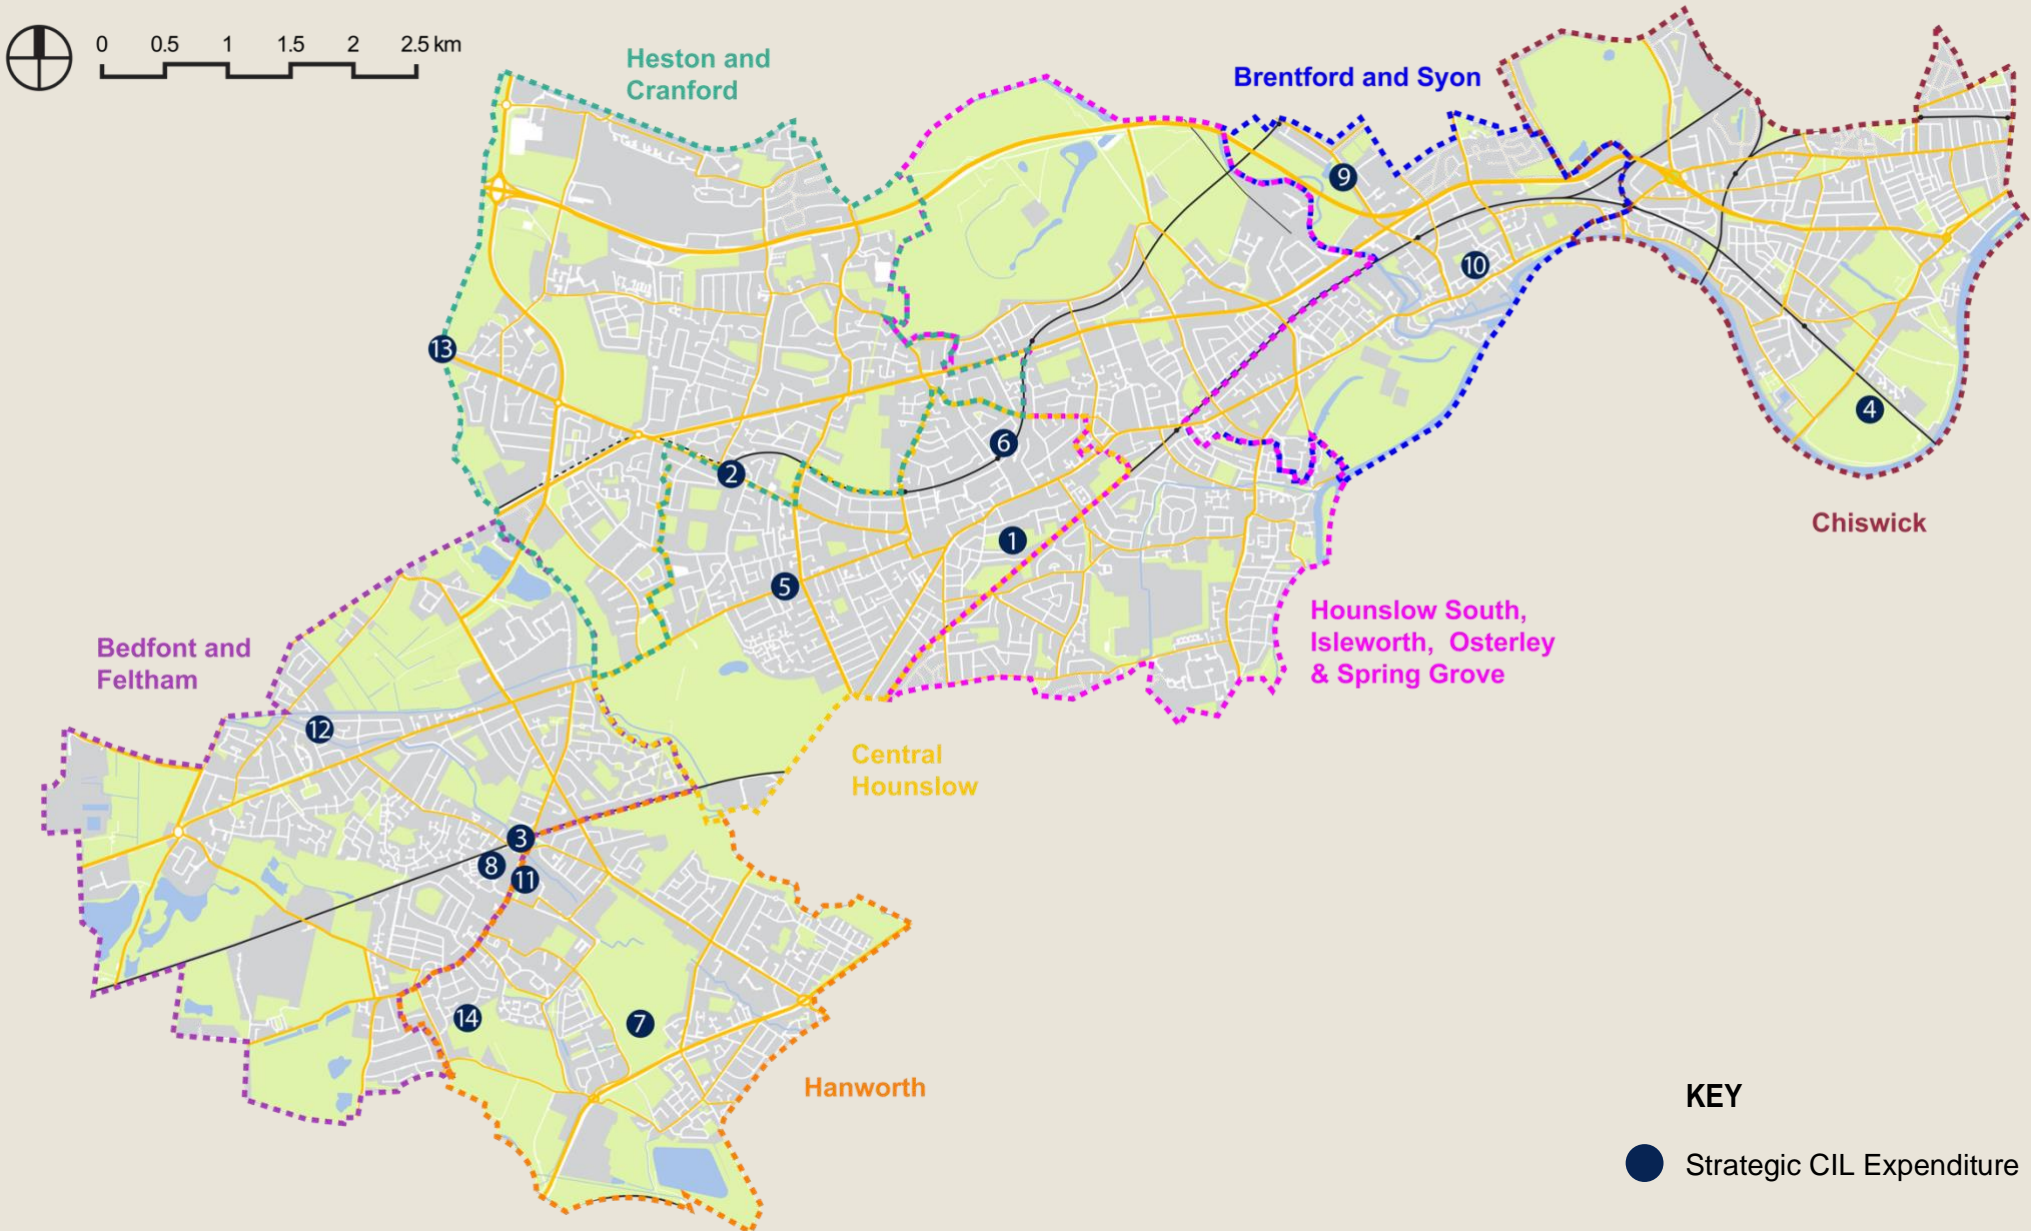 0 0.5 1 1.5 2 2.5 km
Heston and
Cranford
Brentford and Syon
9
10
13
4
6
2
Chiswick
1
5
Hounslow South,
Isleworth, Osterley
& Spring Grove
Bedfont and
Feltham
12
Central
Hounslow
3
8
11
14
7
Hanworth
KEY
Strategic CIL Expenditure